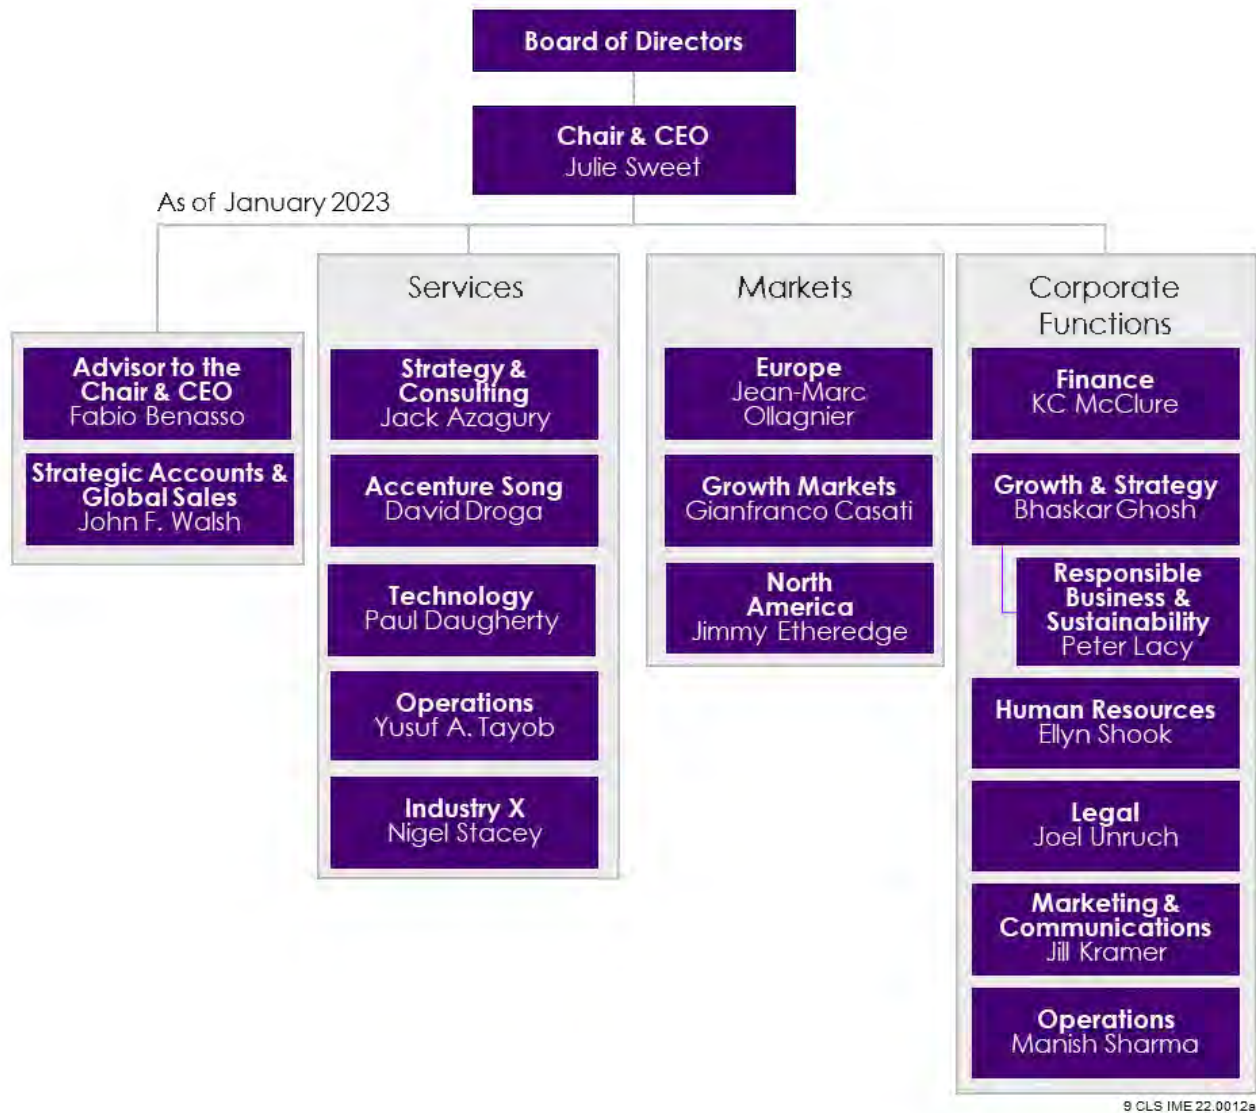 Board of Directors
Chair & CEO
Julie Sweet
As of January 2023
Advisor to the
Chair & CEO
Fabio Benasso
Strategic Accounts &
Global Sales
John F. Walsh
Services
Strategy &
Consulting
Jack Azagury
Accenture Song
David Droga
Technology
Paul Daugherty
Operations
Yusuf A. Tayob
Industry X
Nigel Stacey
Markets
Europe
Jean-Marc
Ollagnier
Growth Markets
Gianfranco Casati
North
America
Jimmy Etheredge
Corporate
Functions
Finance
KC McClure
Growth & Strategy
Bhaskar Ghosh
Responsible
Business &
Sustainability
Peter Lacy
Human Resources
Ellyn Shook
Legal
Joel Unruch
Marketing &
Communications
Jill Kramer
Operations
Manish Sharma
9 CLS IME 22.0012a